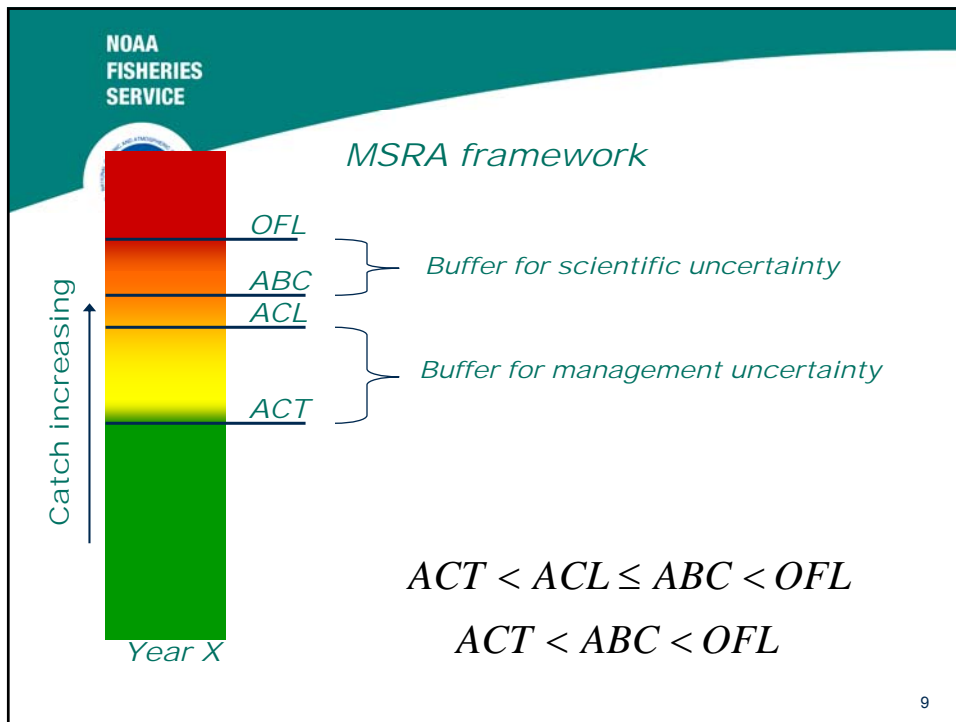 NOAA
FISHERIES
SERVICE
MSRA framework
OFL
Buffer for scientific uncertainty
ABC
ACL
Buffer for management uncertainty
ACT
Catch increasing
ACT < ACL ≤ ABC < OFL
ACT < ABC < OFL
Year X
9